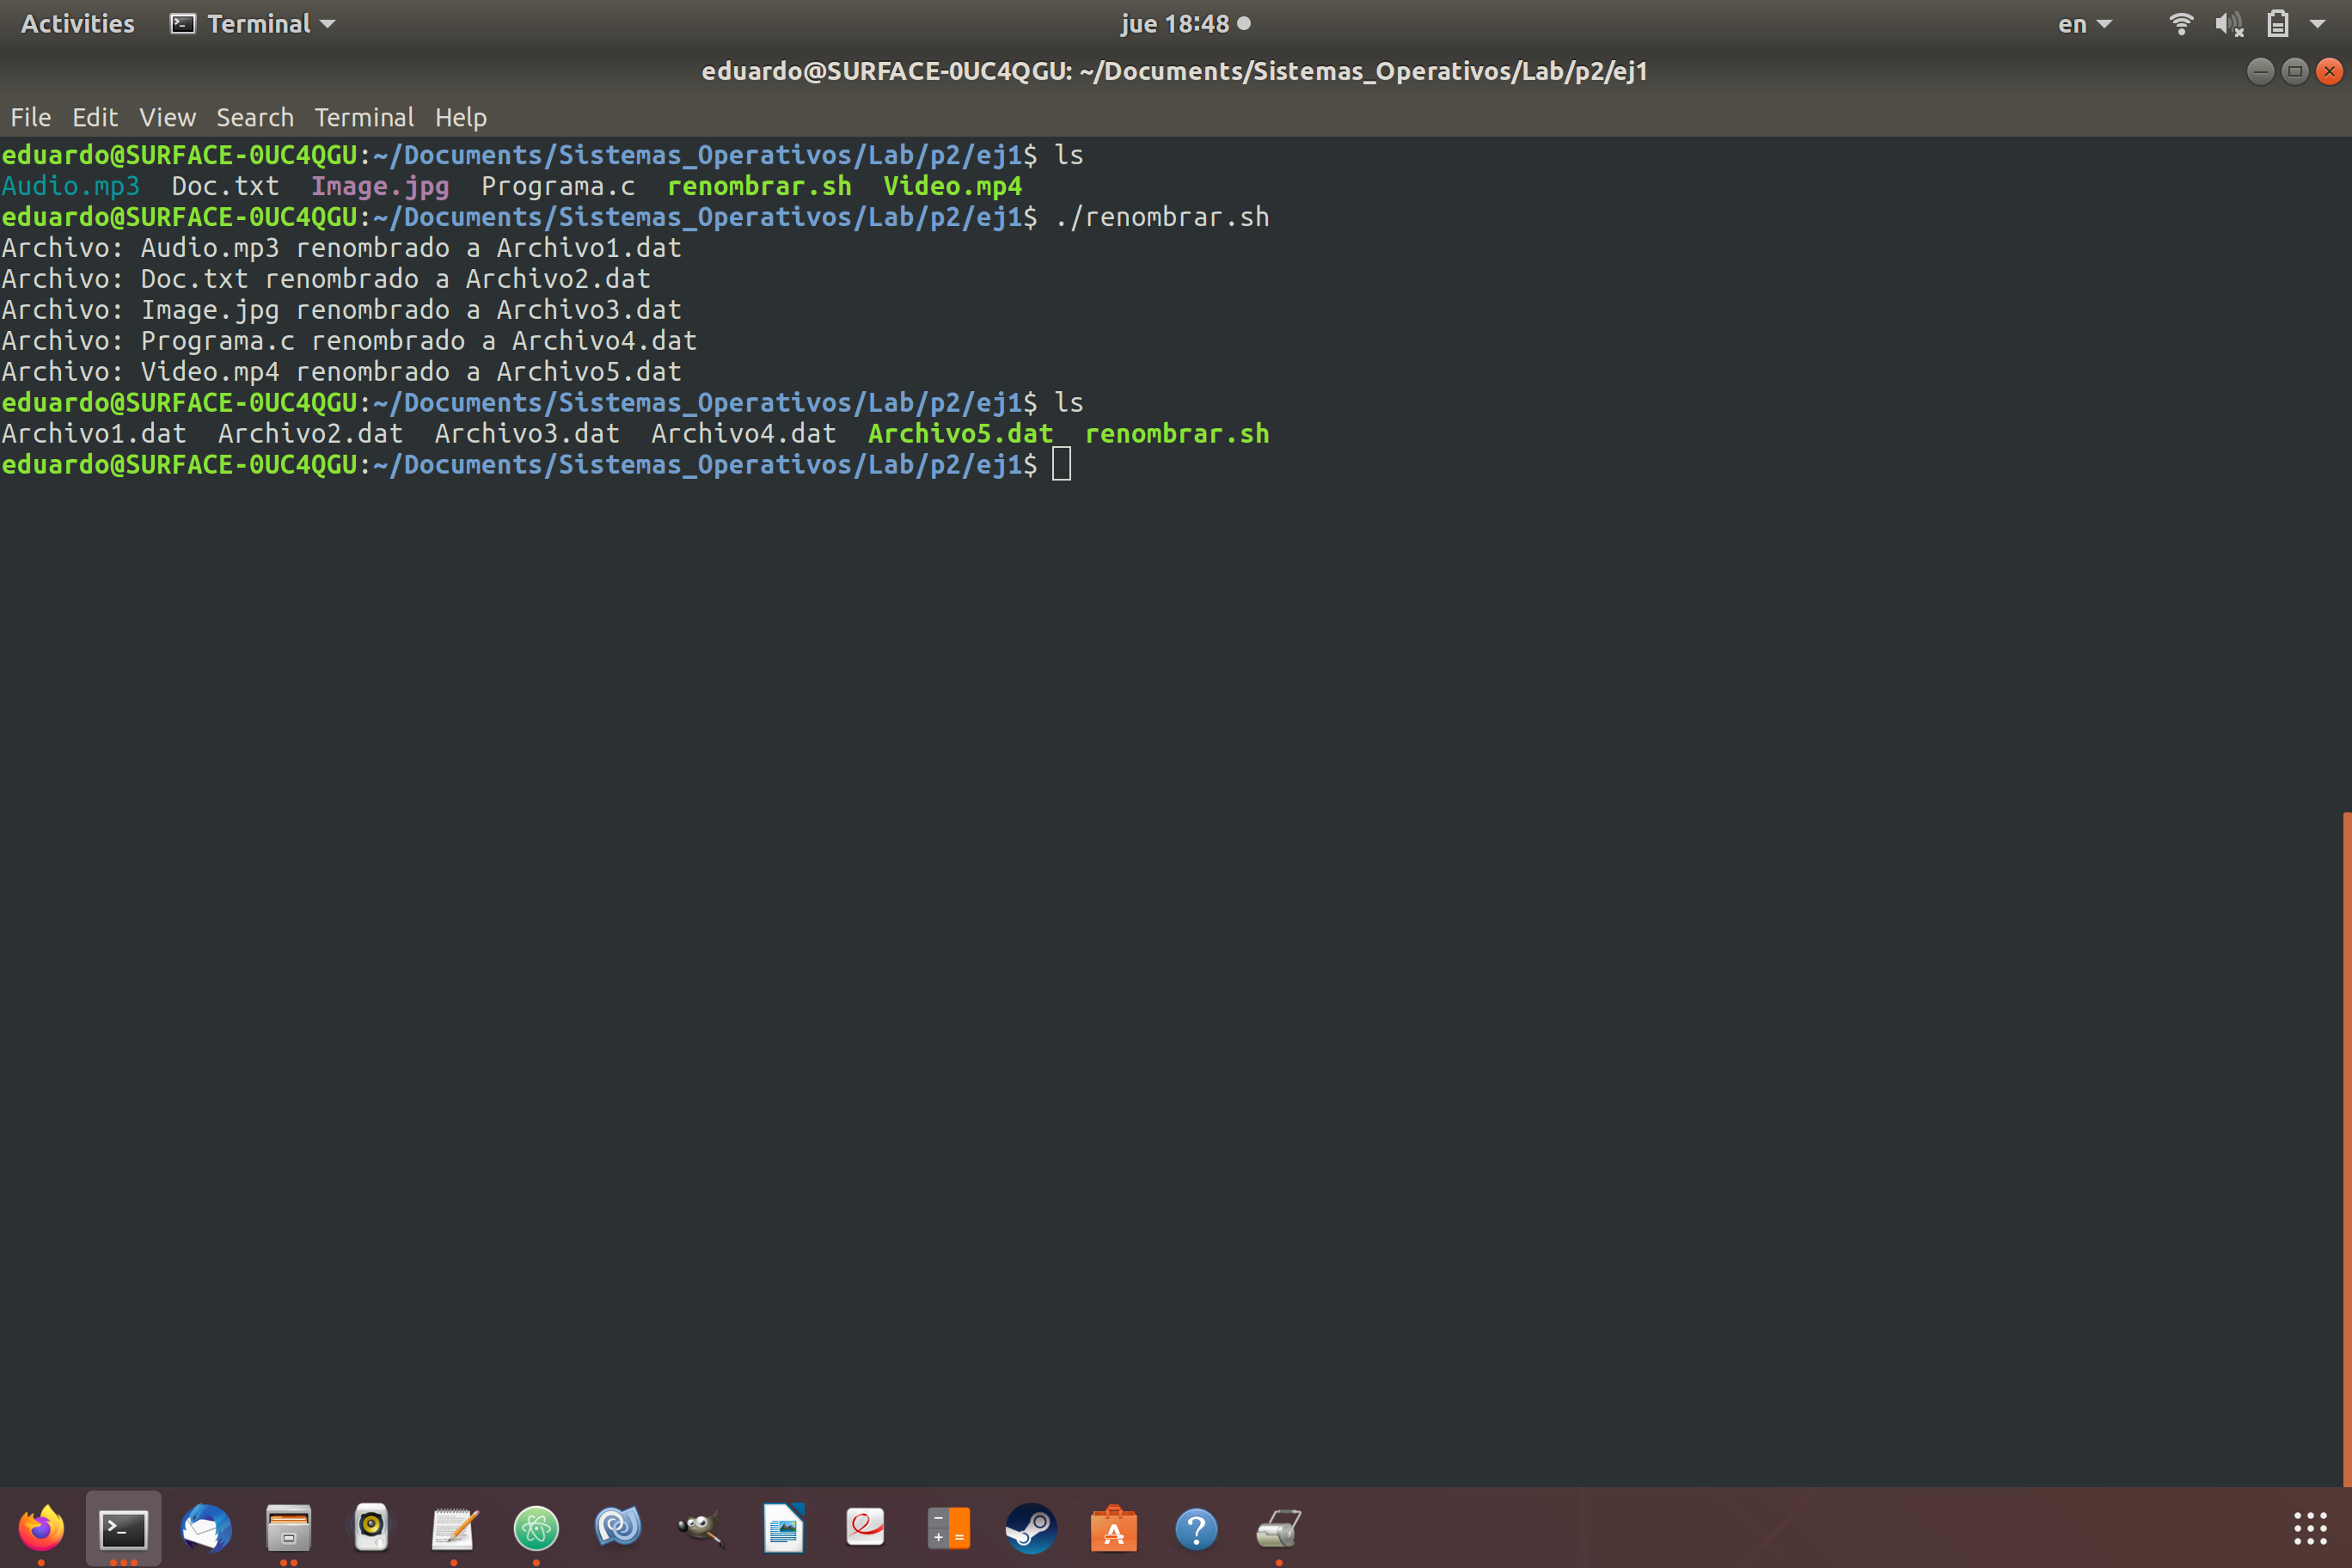 Activities Terminal jue 18:48 en
eduardo@SURFACE-0UC4QGU: ~/Documents/Sistemas_Operativos/Lab/p2/ej1
File Edit View Search Terminal Help
eduardo@SURFACE-0UC4QGU:~/Documents/Sistemas_Operativos/Lab/p2/ej1$ ls
Audio.mp3  Doc.txt  Image.jpg  Programa.c  renombrar.sh  Video.mp4
eduardo@SURFACE-0UC4QGU:~/Documents/Sistemas_Operativos/Lab/p2/ej1$ ./renombrar.sh
Archivo: Audio.mp3 renombrado a Archivo1.dat
Archivo: Doc.txt renombrado a Archivo2.dat
Archivo: Image.jpg renombrado a Archivo3.dat
Archivo: Programa.c renombrado a Archivo4.dat
Archivo: Video.mp4 renombrado a Archivo5.dat
eduardo@SURFACE-0UC4QGU:~/Documents/Sistemas_Operativos/Lab/p2/ej1$ ls
Archivo1.dat  Archivo2.dat  Archivo3.dat  Archivo4.dat  Archivo5.dat  renombrar.sh
eduardo@SURFACE-0UC4QGU:~/Documents/Sistemas_Operativos/Lab/p2/ej1$